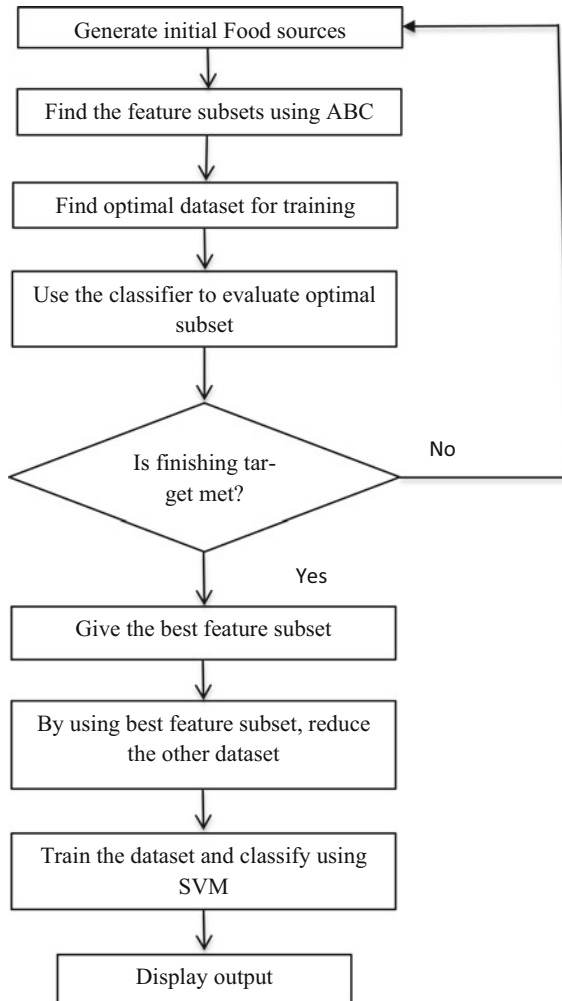 Generate initial Food sources
Find the feature subsets using ABC
Find optimal dataset for training
Use the classifier to evaluate optimal
subset
Is finishing tar-
get met?
No
Yes
Give the best feature subset
By using best feature subset, reduce
the other dataset
Train the dataset and classify using
SVM
Display output